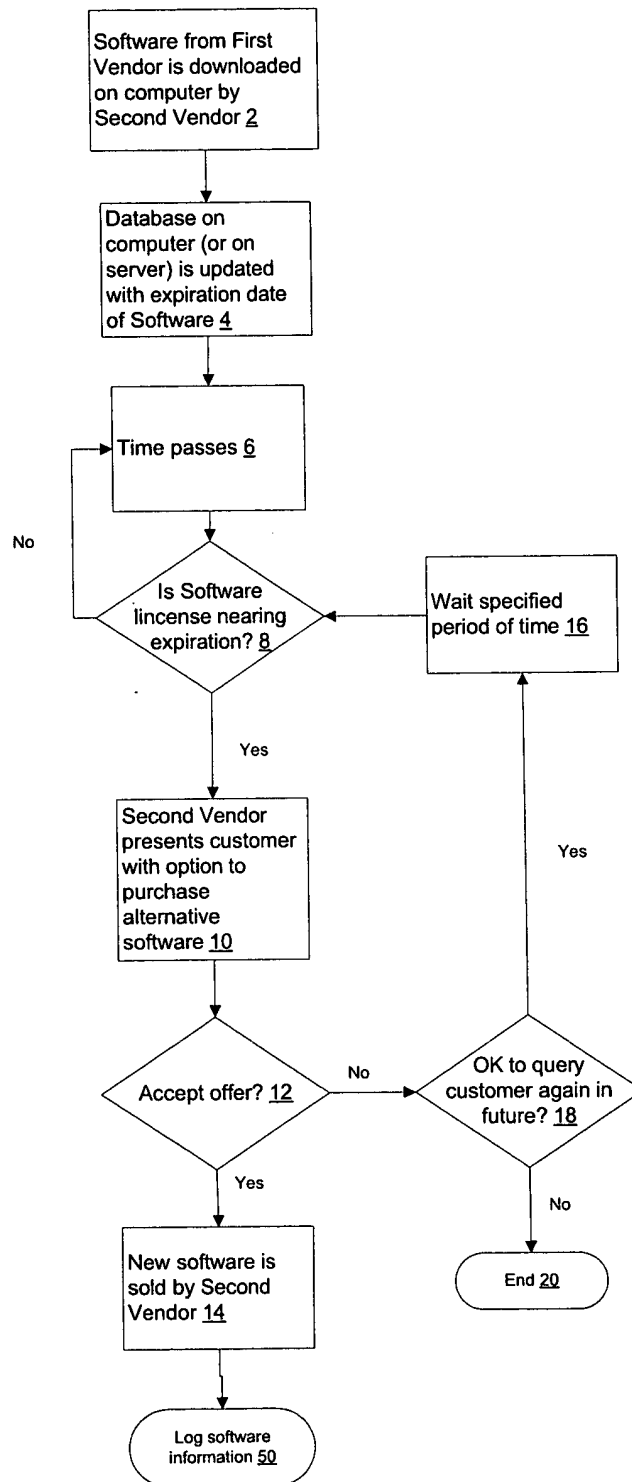 Software from First
Vendor is downloaded
on computer by
Second Vendor 2
Database on
computer (or on
server) is updated
with expiration date
of Software 4
Time passes 6
No
Is Software
lincense nearing
expiration? 8
Wait specified
period of time 16
Yes
Second Vendor
presents customer
with option to
purchase
alternative
software 10
Yes
Accept offer? 12
No
OK to query
customer again in
future? 18
Yes
No
New software is
sold by Second
Vendor 14
End 20
Log software
information 50